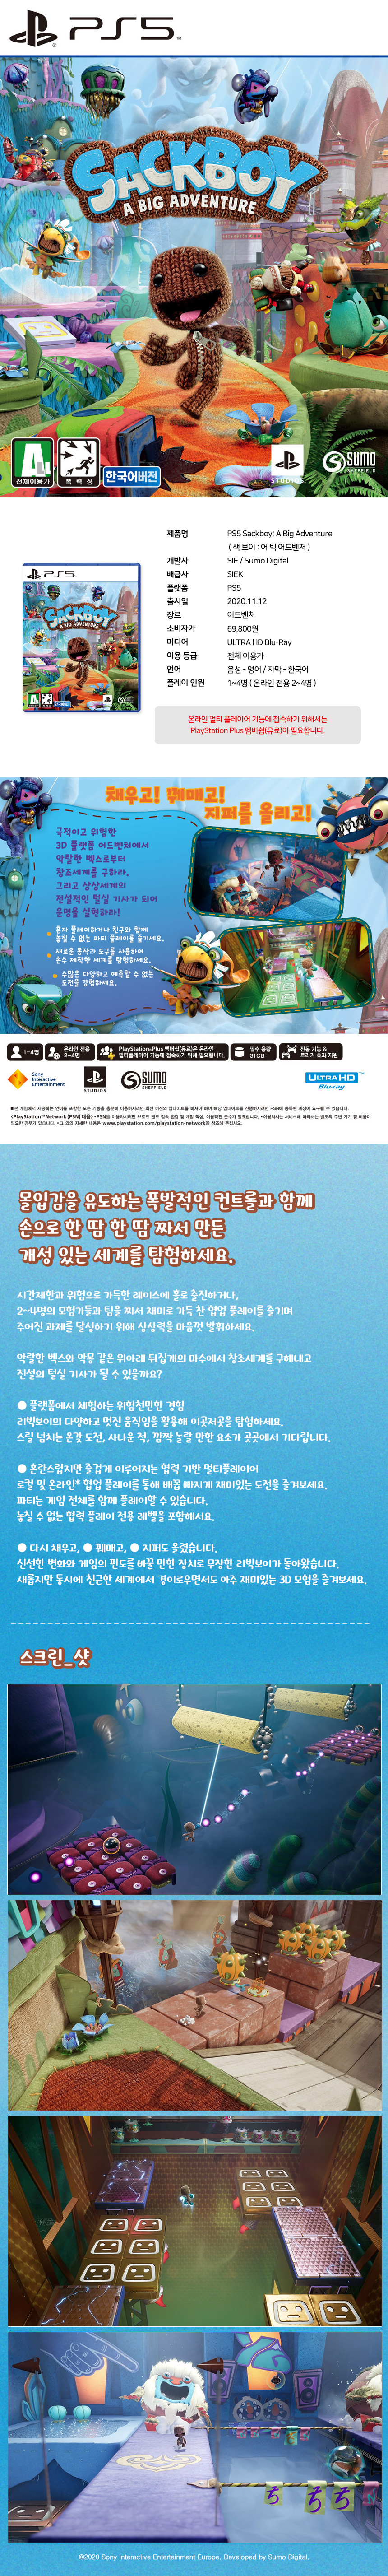 PS5
SACKBOY
A BIG ADVENTURE
전체이용가
폭력성
한국어버전
STUDIOS
SUMO
SHEFFIELD
제품명 PS5 Sackboy: A Big Adventure
( 색 보이 : 어 빅 어드벤처 )
개발사 SIE / Sumo Digital
배급사 SIEK
플랫폼 PS5
출시일 2020.11.12
장르 어드벤처
소비자가 69,800원
미디어 ULTRA HD Blu-Ray
이용 등급 전체 이용가
언어 음성 - 영어 / 자막 - 한국어
플레이 인원 1~4명 ( 온라인 전용 2~4명 )
PS5
SACKBOY
A BIG ADVENTURE
온라인 멀티 플레이어 기능에 접속하기 위해서는
PlayStation Plus 멤버쉽(유료)이 필요합니다.
채우고! 꿰매고!
지퍼를 올리고!
극적이고 위험한
3D 플랫폼 어드벤처에서
악랄한 벡스로부터
창조세계를 구하라.
그리고 상상세계의
전설적인 털실 기사가 되어
운명을 실현하라!
혼자 플레이하거나 친구와 함께
놓칠 수 없는 파티 플레이를 즐기세요.
새로운 동작과 도구를 사용하여
손수 제작한 세계를 탐험하세요.
수많은 다양하고 예측할 수 없는
도전을 경험하세요.
1~4명
온라인 전용
2~4명
PlayStation®Plus 멤버십(유료)은 온라인
멀티플레이어 기능에 접속하기 위해 필요합니다.
필수 용량
31GB
진동 기능 &
트리거 효과 지원
Sony
Interactive
Entertainment
STUDIOS
SUMO
SHEFFIELD
ULTRA HD
Blu-ray
몰입감을 유도하는 폭발적인 컨트롤과 함께
손으로 한 땀 한 땀 짜서 만든
개성 있는 세계를 탐험하세요.
시간제한과 위험으로 가득한 레이스에 홀로 출전하거나,
2~4명의 모험가들과 팀을 짜서 재미로 가득 찬 협업 플레이를 즐기며
주어진 과제를 달성하기 위해 상상력을 마음껏 발휘하세요.
악랄한 벡스와 악몽 같은 위아래 뒤집개의 마수에서 창조세계를 구해내고
전설의 털실 기사가 될 수 있을까요?
● 플랫폼에서 체험하는 위험천만한 경험
리빅보이의 다양하고 멋진 움직임을 활용해 이곳저곳을 탐험하세요.
스릴 넘치는 온갖 도전, 사나운 적, 깜짝 놀랄 만한 요소가 곳곳에서 기다립니다.
● 혼란스럽지만 즐겁게 이루어지는 협력 기반 멀티플레이어
로컬 및 온라인* 협업 플레이를 통해 배꼽 빠지게 재미있는 도전을 즐겨보세요.
파티는 게임 전체를 함께 플레이할 수 있습니다.
놓칠 수 없는 협력 플레이 전용 레벨을 포함해서요.
● 다시 채우고, ● 꿰매고, ● 지퍼도 올렸습니다.
신선한 변화와 게임의 판도를 바꿀 만한 장치로 무장한 리빅보이가 돌아왔습니다.
새롭지만 동시에 친근한 세계에서 경이로우면서도 아주 재미있는 3D 모험을 즐겨보세요.
스크린_샷
©2020 Sony Interactive Entertainment Europe. Developed by Sumo Digital.